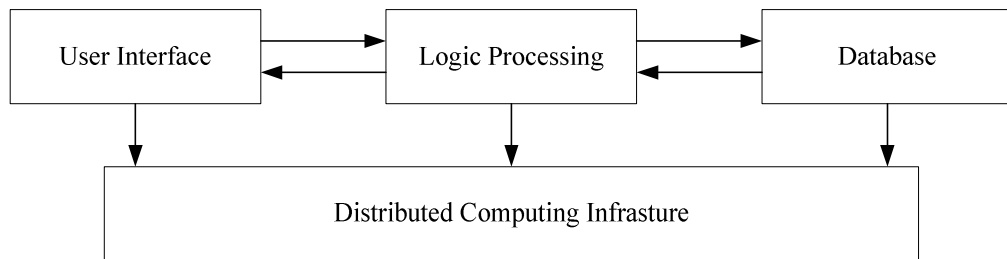 User Interface
Logic Processing
Database
Distributed Computing Infrasture